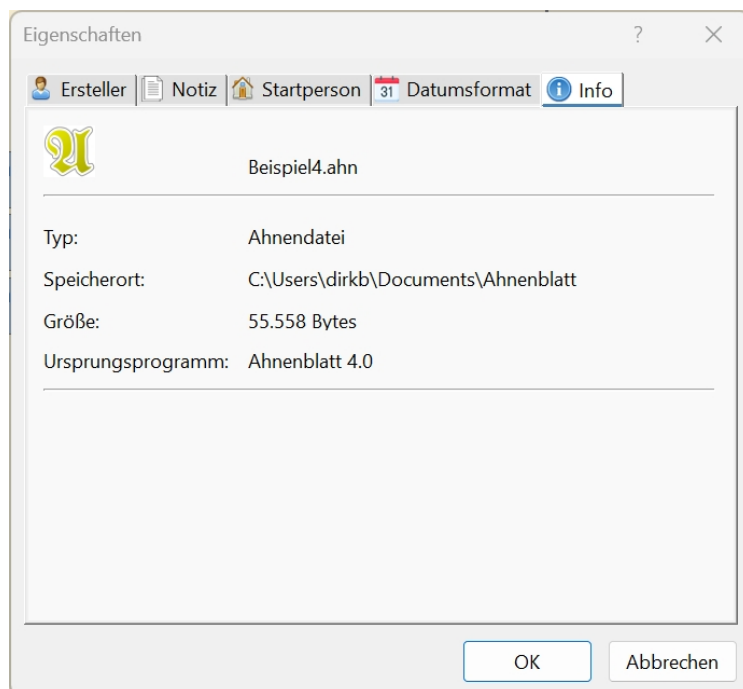 Eigenschaften
Ersteller Notiz Startperson 31 Datumsformat Info
Beispiel4.ahn
Typ: Ahnendatei
Speicherort: C:\Users\dirkb\Documents\Ahnenblatt
Größe: 55.558 Bytes
Ursprungsprogramm: Ahnenblatt 4.0
OK Abbrechen